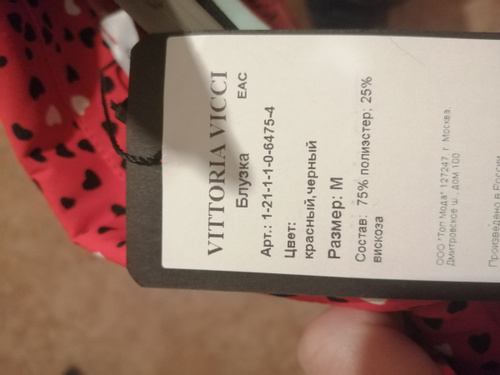 VITTORIA VICCI
Блузка EAC
Арт.: 1-21-1-1-0-6475-4
Цвет:
красный,черный
Размер: M
Состав: 75% полиэстер; 25%
вискоза
ООО "Топ Мода" 127247, г. Москва,
Дмитровское ш., дом 100
Произведено в России